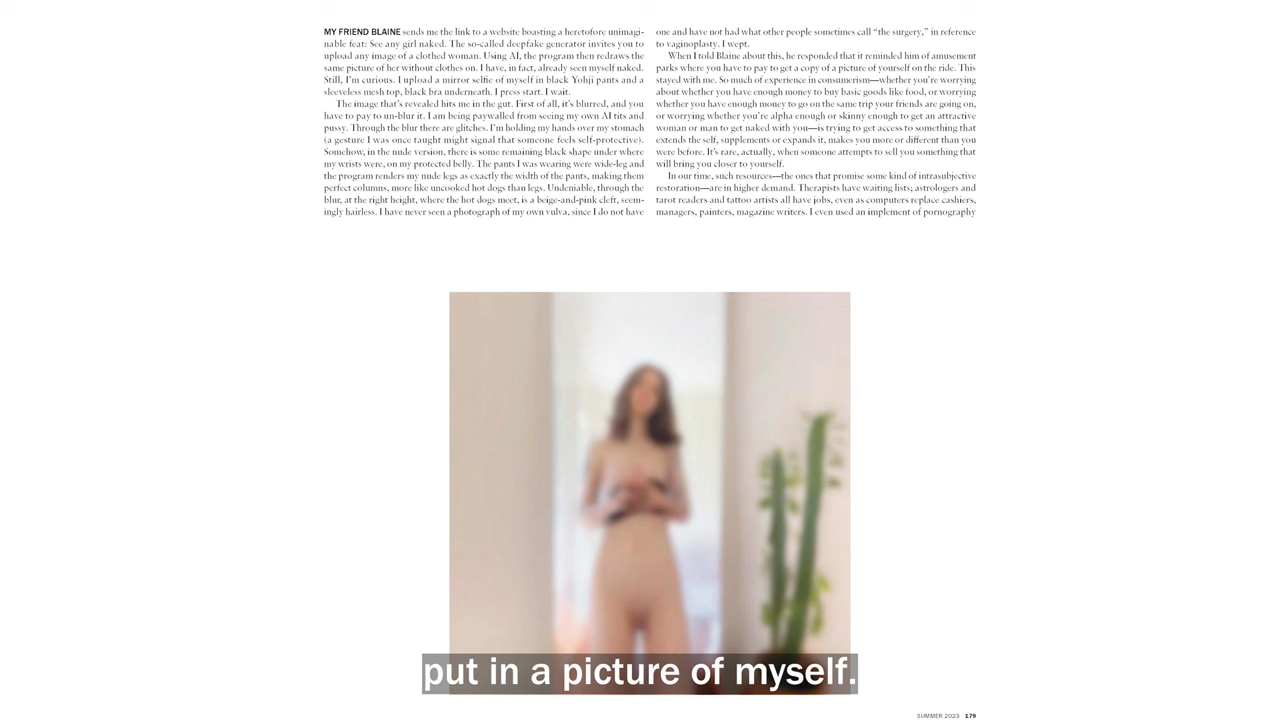 MY FRIEND BLAINE sends me the link to a website boasting a heretofore unimagi-
nable feat: See any girl naked. The so-called deepfake generator invites you to
upload any image of a clothed woman. Using AI, the program then redraws the
same picture of her without clothes on. I have, in fact, already seen myself naked.
Still, I'm curious. I upload a mirror selfie of myself in black Yohji pants and a
sleeveless mesh top, black bra underneath. I press start. I wait.
The image that's revealed hits me in the gut. First of all, it's blurred, and you
have to pay to un-blur it. I am being paywalled from seeing my own AI tits and
pussy. Through the blur there are glitches. I'm holding my hands over my stomach
(a gesture I was once taught might signal that someone feels self-protective).
Somehow, in the nude version, there is some remaining black shape under where
my wrists were, on my protected belly. The pants I was wearing were wide-leg and
the program renders my nude legs as exactly the width of the pants, making them
perfect columns, more like uncooked hot dogs than legs. Undeniable, through the
blur, at the right height, where the hot dogs meet, is a beige-and-pink cleft, seem-
ingly hairless. I have never seen a photograph of my own vulva, since I do not have
one and have not had what other people sometimes call “the surgery,” in reference
to vaginoplasty. I wept.
When I told Blaine about this, he responded that it reminded him of amusement
parks where you have to pay to get a copy of a picture of yourself on the ride. This
stayed with me. So much of experience in consumerism—whether you're worrying
about whether you have enough money to buy basic goods like food, or worrying
whether you have enough money to go on the same trip your friends are going on,
or worrying whether you're alpha enough or skinny enough to get an attractive
woman or man to get naked with you—is trying to get access to something that
extends the self, supplements or expands it, makes you more or different than you
were before. It's rare, actually, when someone attempts to sell you something that
will bring you closer to yourself.
In our time, such resources—the ones that promise some kind of intrasubjective
restoration—are in higher demand. Therapists have waiting lists; astrologers and
tarot readers and tattoo artists all have jobs, even as computers replace cashiers,
managers, painters, magazine writers. I even used an implement of pornography
put in a picture of myself.
SUMMER 2023 179